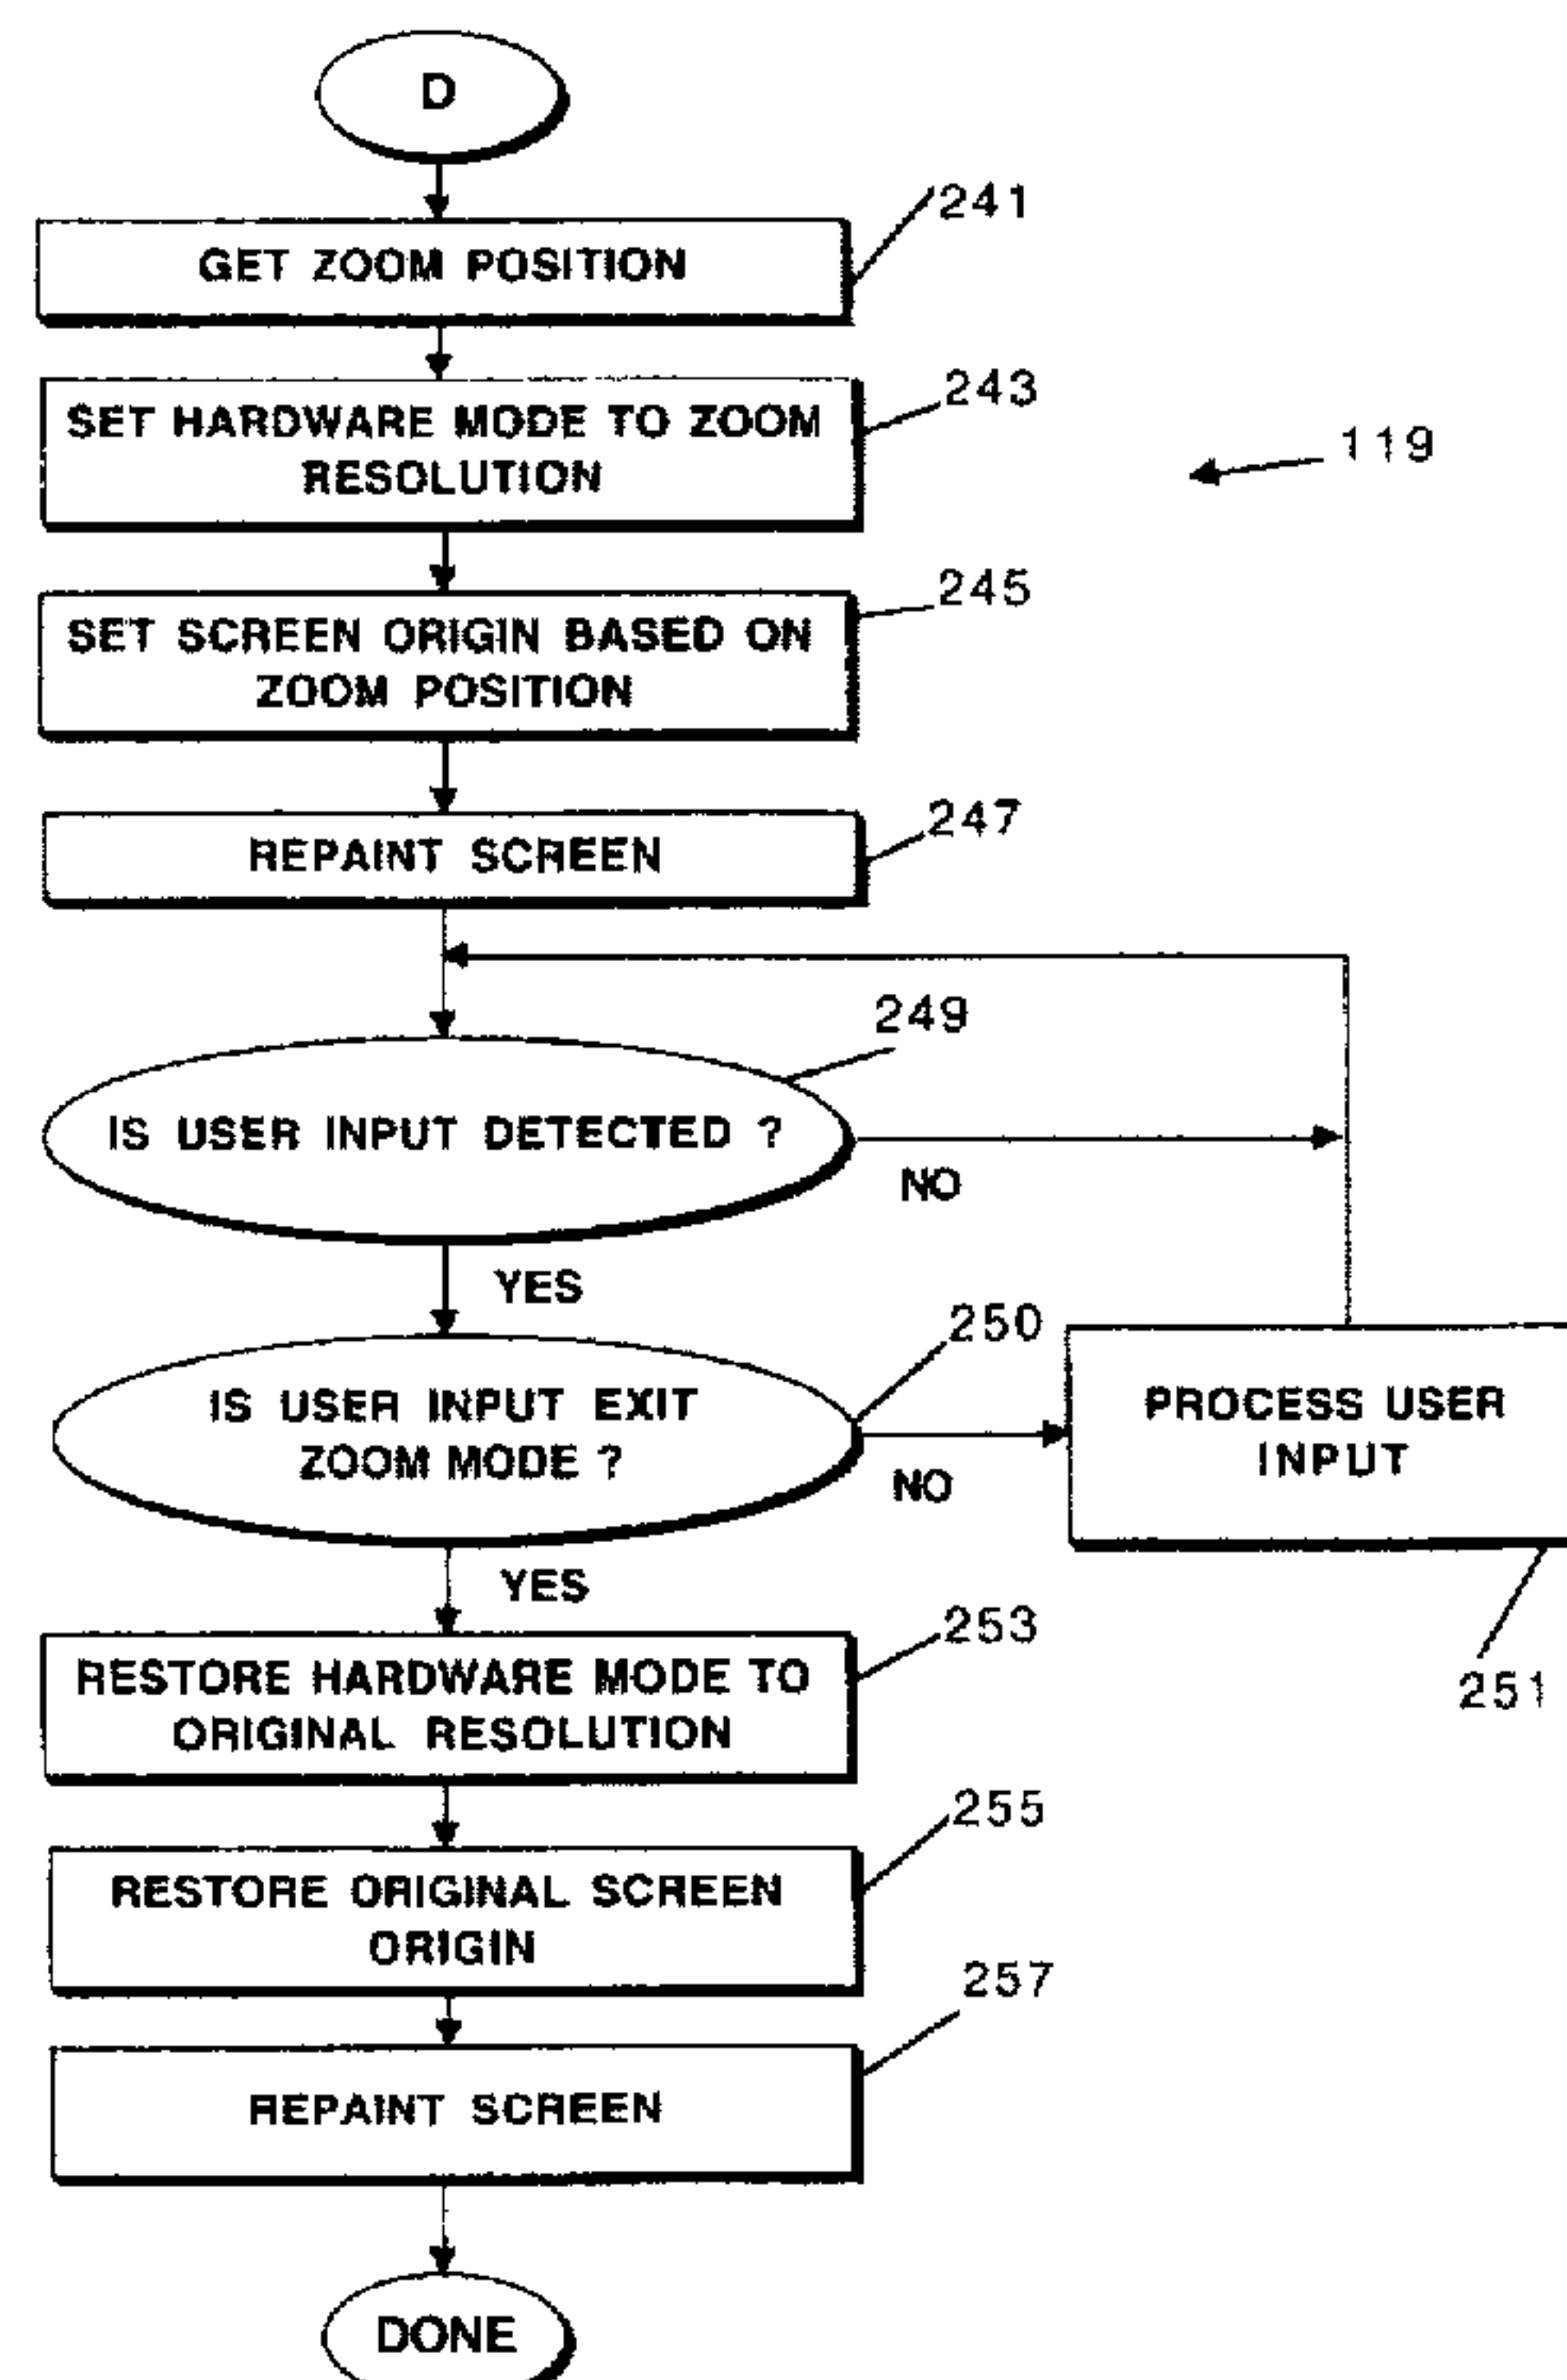 D
241
GET ZOOM POSITION
243
SET HARDWARE MODE TO ZOOM
RESOLUTION
119
245
SET SCREEN ORIGIN BASED ON
ZOOM POSITION
247
REPAINT SCREEN
249
IS USER INPUT DETECTED ?
NO
YES
250
IS USER INPUT EXIT
ZOOM MODE ?
NO
PROCESS USER
INPUT
251
YES
253
RESTORE HARDWARE MODE TO
ORIGINAL RESOLUTION
255
RESTORE ORIGINAL SCREEN
ORIGIN
257
REPAINT SCREEN
DONE